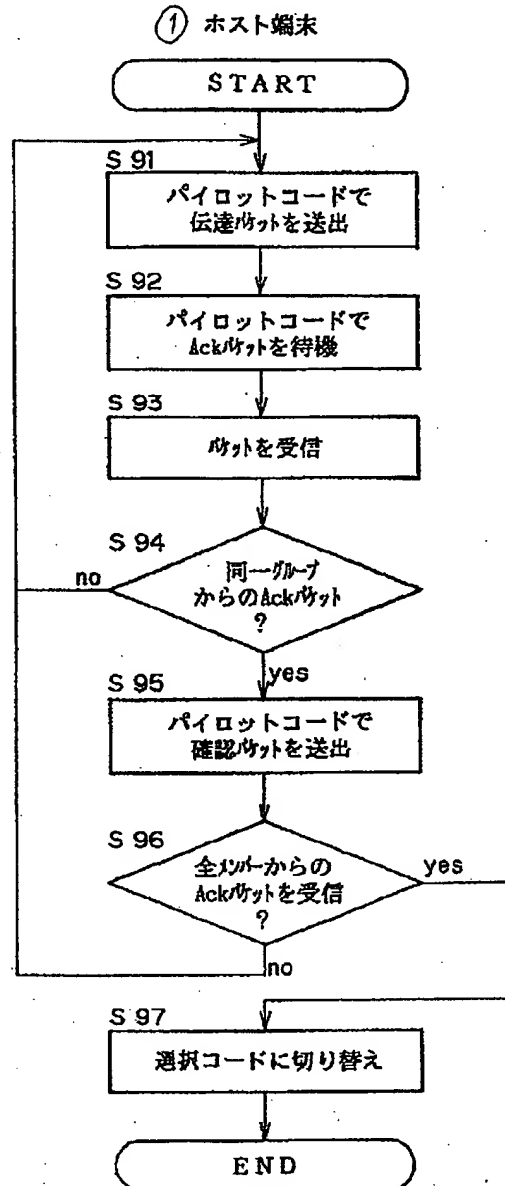 ① ホスト端末
START
S 91
パイロットコードで
伝達パケットを送出
S 92
パイロットコードで
Ackパケットを待機
S 93
パケットを受信
S 94
同一グループ
からのAckパケット
?
no
yes
S 95
パイロットコードで
確認パケットを送出
S 96
全メンバーからの
Ackパケットを受信
?
yes
no
S 97
選択コードに切り替え
END